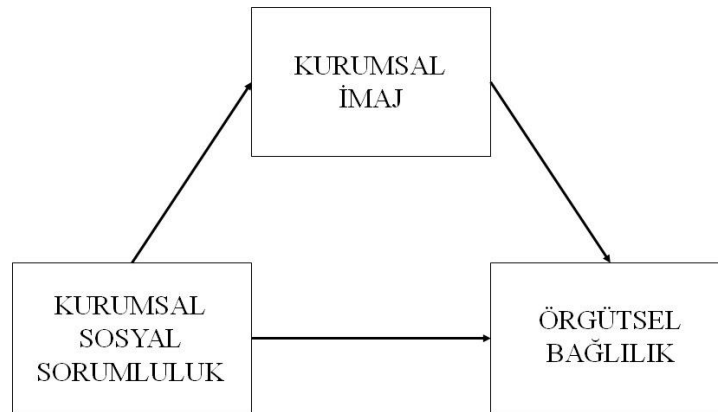 KURUMSAL
İMAJ
KURUMSAL
SOSYAL
SORUMLULUK
ÖRGÜTSEL
BAĞLILIK